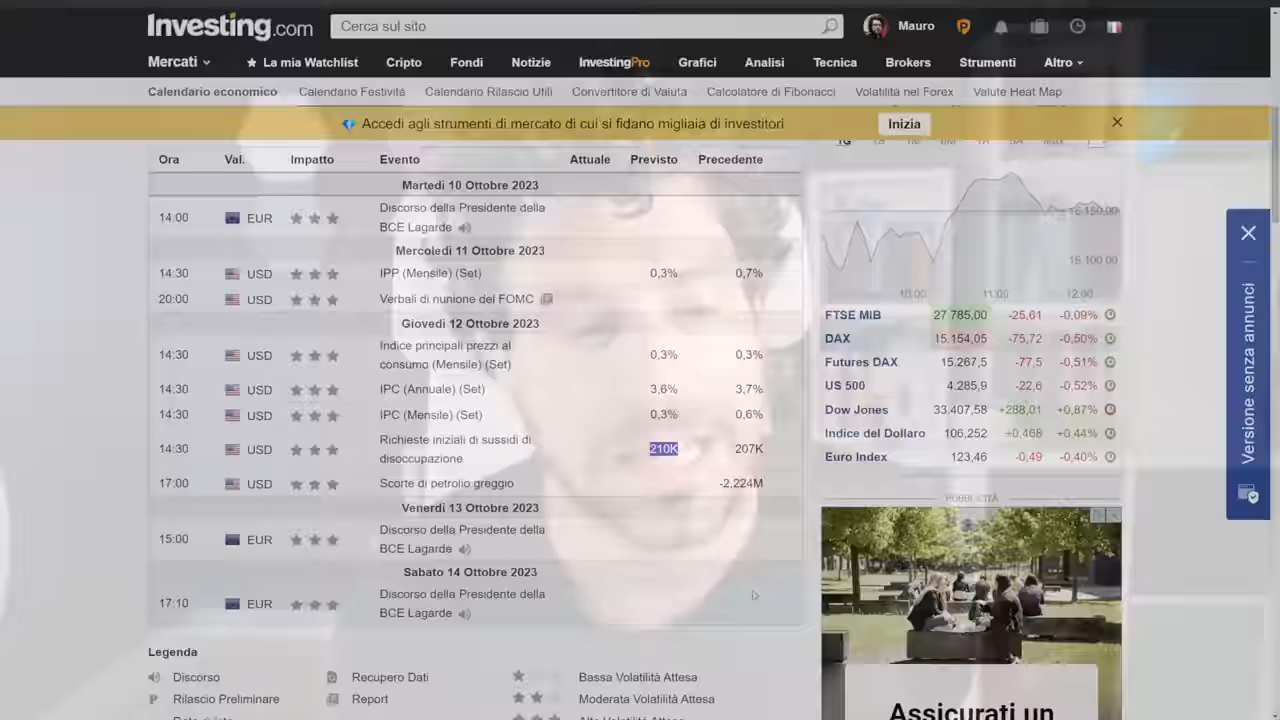 Investing.com
Cerca sul sito
Mauro
Mercati
La mia Watchlist
Cripto
Fondi
Notizie
InvestingPro
Grafici
Analisi
Tecnica
Brokers
Strumenti
Altro
Calendario economico
Calendario Festività
Calendario Rilascio Utili
Convertitore di Valuta
Calcolatore di Fibonacci
Volatilità nel Forex
Valute Heat Map
Accedi agli strumenti di mercato di cui si fidano migliaia di investitori
Inizia
Ora Val. Impatto Evento Attuale Previsto Precedente
Martedì 10 Ottobre 2023
14:00 EUR Discorso della Presidente della
BCE Lagarde
Mercoledì 11 Ottobre 2023
14:30 USD IPP (Mensile) (Set) 0,3% 0,7%
20:00 USD Verbali di riunione del FOMC
Giovedì 12 Ottobre 2023
14:30 USD Indice principali prezzi al
consumo (Mensile) (Set) 0,3% 0,3%
14:30 USD IPC (Annuale) (Set) 3,6% 3,7%
14:30 USD IPC (Mensile) (Set) 0,3% 0,6%
14:30 USD Richieste iniziali di sussidi di
disoccupazione 210K 207K
17:00 USD Scorte di petrolio greggio -2,224M
Venerdì 13 Ottobre 2023
15:00 EUR Discorso della Presidente della
BCE Lagarde
Sabato 14 Ottobre 2023
17:10 EUR Discorso della Presidente della
BCE Lagarde
Legenda
Discorso
Recupero Dati
Bassa Volatilità Attesa
Rilascio Preliminare
Report
Moderata Volatilità Attesa
1G
15.150,00
15.100,00
10:00 11:00 12:00
FTSE MIB 27.785,00 -25,61 -0,09%
DAX 15.154,05 -75,72 -0,50%
Futures DAX 15.267,5 -77,5 -0,51%
US 500 4.285,9 -22,6 -0,52%
Dow Jones 33.407,58 +288,01 +0,87%
Indice del Dollaro 106,252 +0,468 +0,44%
Euro Index 123,46 -0,49 -0,40%
PUBBLICITÀ
Assicurati un
Versione senza annunci